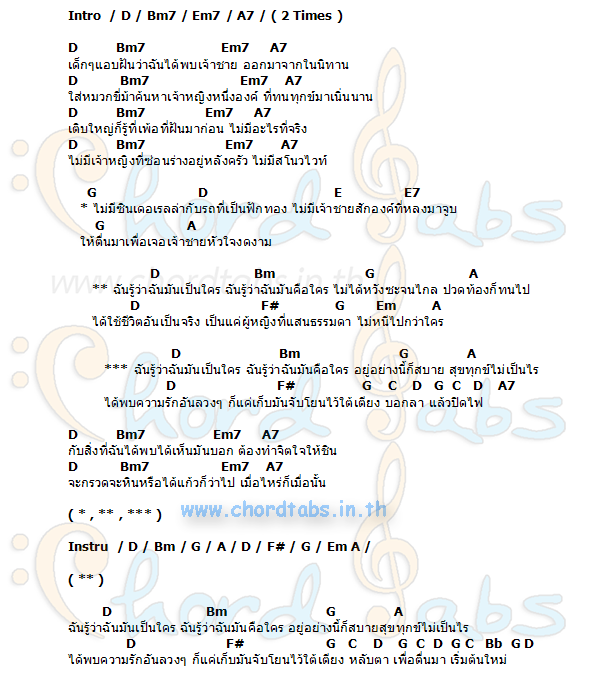 Intro / D / Bm7 / Em7 / A7 / ( 2 Times )
D Bm7 Em7 A7
เด็กๆแอบฝันว่าฉันได้พบเจ้าชาย ออกมาจากในนิทาน
D Bm7 Em7 A7
ใส่หมวกขี่ม้าค้นหาเจ้าหญิงหนึ่งองค์ ที่ทนทุกข์มาเนิ่นนาน
D Bm7 Em7 A7
เติบใหญ่ก็รู้ที่เพ้อที่ฝันมาก่อน ไม่มีอะไรที่จริง
D Bm7 Em7 A7
ไม่มีเจ้าหญิงที่ซ่อนร่างอยู่หลังครัว ไม่มีสโนวไวท์
G D E E7
* ไม่มีซินเดอเรลล่ากับรถที่เป็นฟักทอง ไม่มีเจ้าชายสักองค์ที่หลงมาจูบ
G A
ให้ตื่นมาเพื่อเจอเจ้าชายหัวใจงดงาม
www.chordtabs.in.th
D Bm G A
** ฉันรู้ว่าฉันมันเป็นใคร ฉันรู้ว่าฉันมันคือใคร ไม่ได้หวังซะจนไกล ปวดท้องก็ทนไป
D F# G Em A
ได้ใช้ชีวิตอันเป็นจริง เป็นแค่ผู้หญิงที่แสนธรรมดา ไม่หนีไปกว่าใคร
D Bm G A
*** ฉันรู้ว่าฉันมันเป็นใคร ฉันรู้ว่าฉันมันคือใคร อยู่อย่างนี้ก็สบาย สุขทุกข์ไม่เป็นไร
D F# G C D G C D A7
ได้พบความรักอันลวงๆ ก็แค่เก็บมันจับโยนไว้ใต้เตียง บอกลา แล้วปิดไฟ
D Bm7 Em7 A7
กับสิ่งที่ฉันได้พบได้เห็นมันบอก ต้องทำจิตใจให้ชิน
D Bm7 Em7 A7
จะกรวดจะหินหรือได้แก้วก็ว่าไป เมื่อไหร่ก็เมื่อนั้น
( * , ** , *** ) www.chordtabs.in.th
Instru / D / Bm / G / A / D / F# / G / Em A /
( ** )
D Bm G A
ฉันรู้ว่าฉันมันเป็นใคร ฉันรู้ว่าฉันมันคือใคร อยู่อย่างนี้ก็สบายสุขทุกข์ไม่เป็นไร
D F# G C D G C D G C Bb G D
ได้พบความรักอันลวงๆ ก็แค่เก็บมันจับโยนไว้ใต้เตียง หลับตา เพื่อตื่นมา เริ่มต้นใหม่
Chord Tabs
Chord Tabs
Chord Tabs